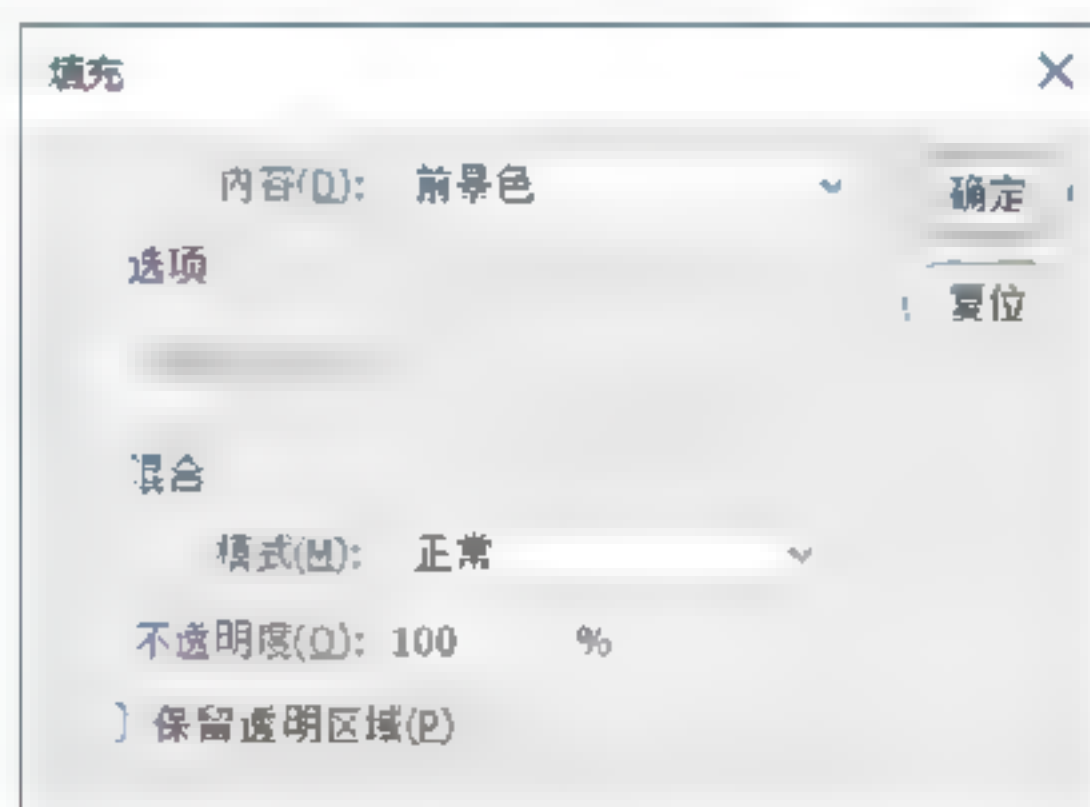 填充
内容(D): 前景色
确定
选项
复位
混合
模式(M): 正常
不透明度(O): 100 %
保留透明区域(P)